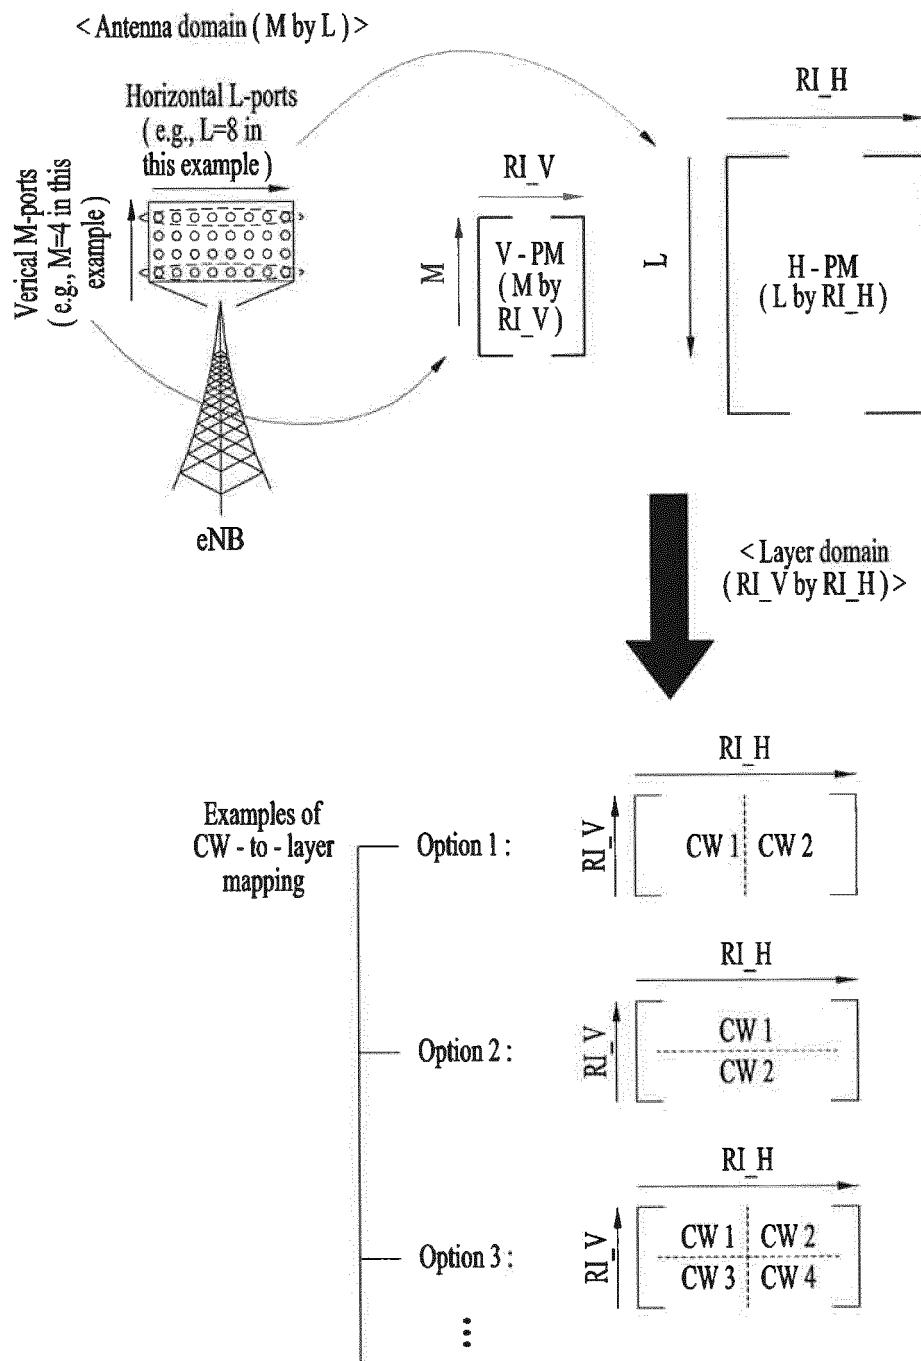 < Antenna domain ( M by L ) >
Horizontal L-ports
( e.g., L=8 in
this example )
Verical M-ports
( e.g., M=4 in this
example )
eNB
RI_V
M
V - PM
( M by
RI_V )
RI_H
L
H - PM
( L by RI_H )
< Layer domain
( RI_V by RI_H ) >
Examples of
CW - to - layer
mapping
Option 1 :
RI_H
RI_V
CW 1 CW 2
Option 2 :
RI_H
RI_V
CW 1
CW 2
Option 3 :
RI_H
RI_V
CW 1 CW 2
CW 3 CW 4